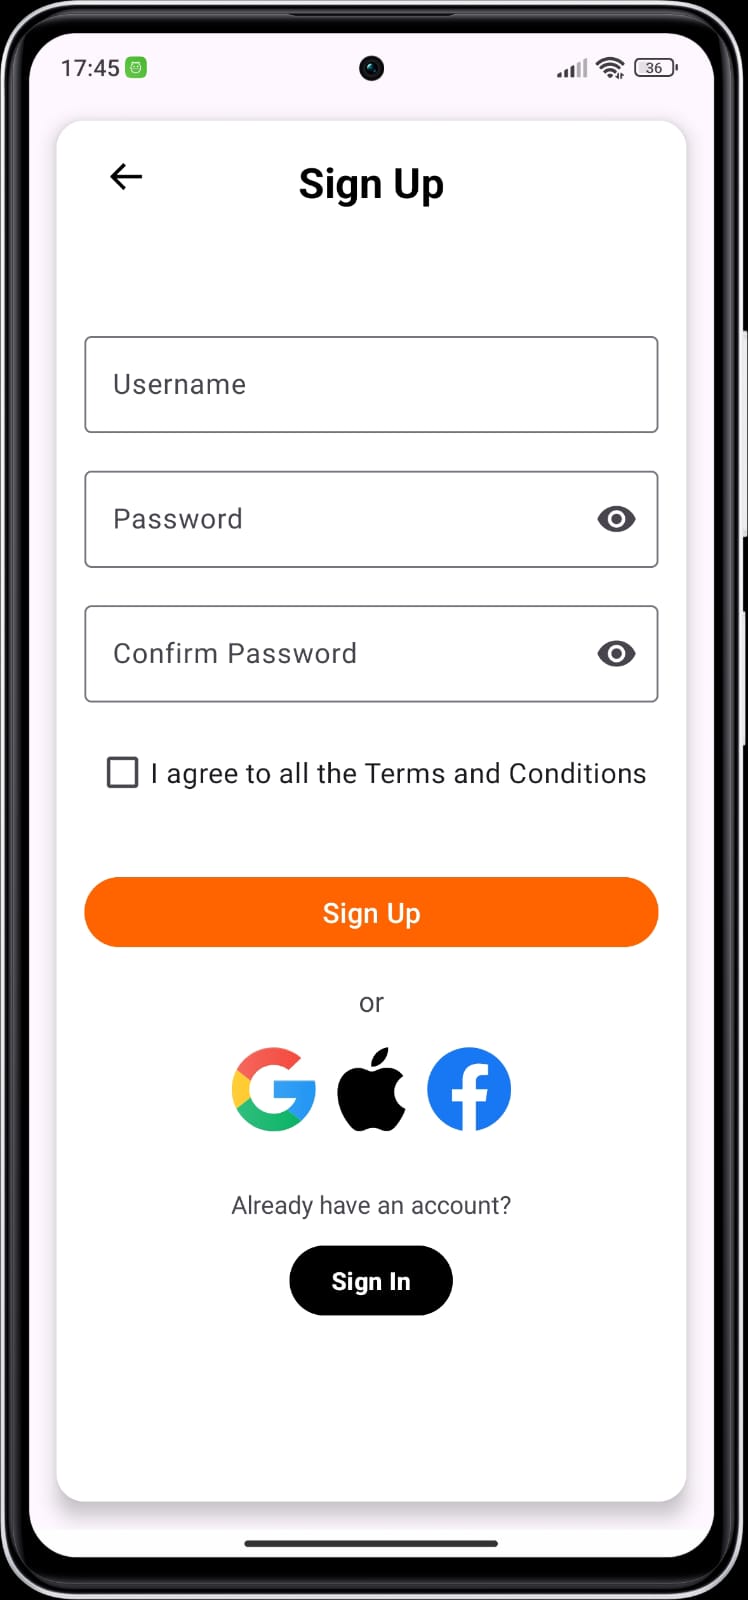 17:45
36
Sign Up
Username
Password
Confirm Password
I agree to all the Terms and Conditions
Sign Up
or
Already have an account?
Sign In